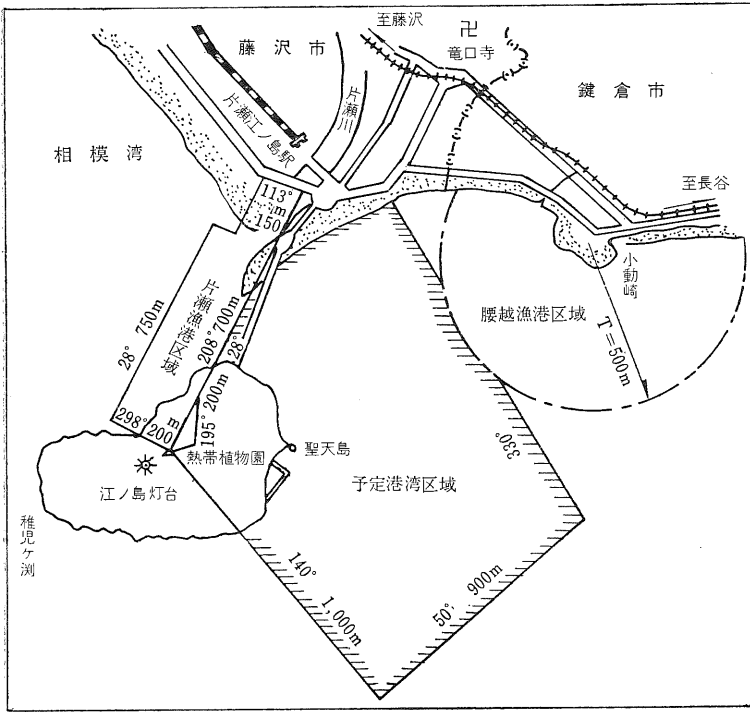 至藤沢
卍
竜口寺
藤沢市
鍵倉市
片瀬川
片瀬江ノ島駅
相模湾
至長谷
113°
150m
小動崎
腰越漁港区域
T＝500m
片瀬漁港区域
28° 750m
208° 700m
28°
298°
200m
195° 200m
熱帯植物園
聖天島
330°
予定港湾区域
江ノ島灯台
稚児ヶ渕
140° 1,000m
50° 900m